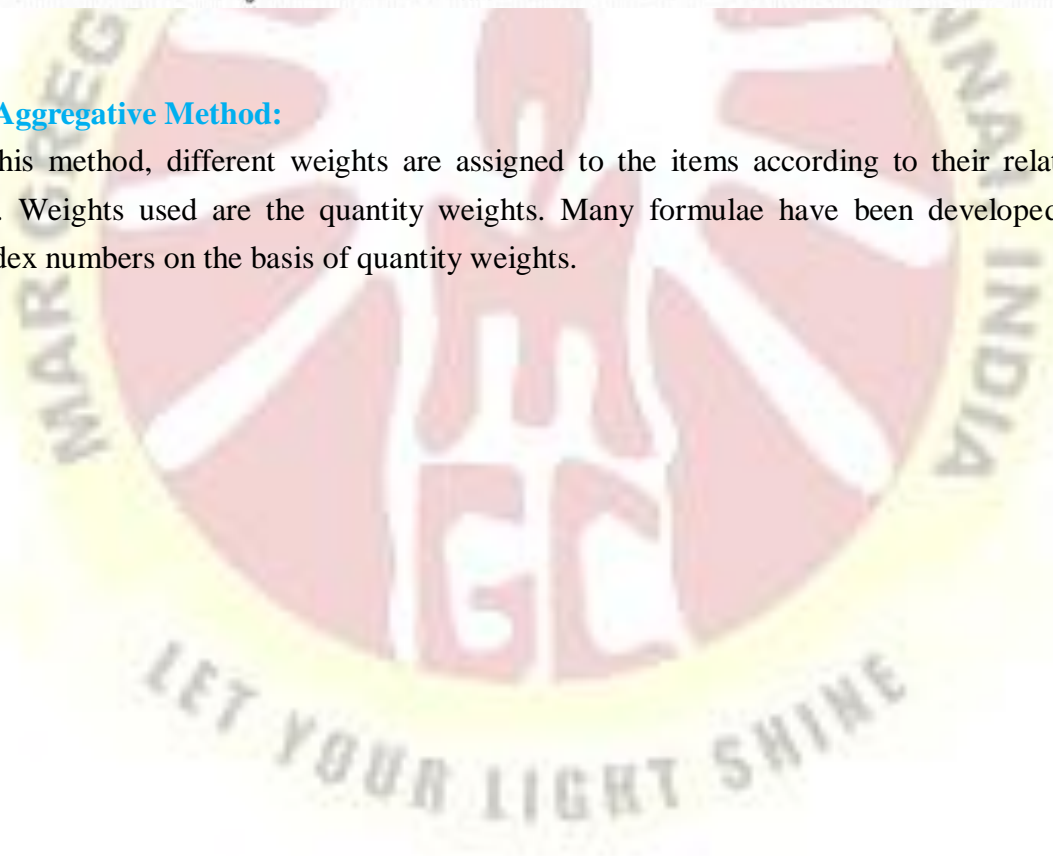 Aggregative Method:
his method, different weights are assigned to the items according to their relat
. Weights used are the quantity weights. Many formulae have been developed
dex numbers on the basis of quantity weights.
MAR GREG
NNAI INDIA
GC
LET YOUR LIGHT SHINE